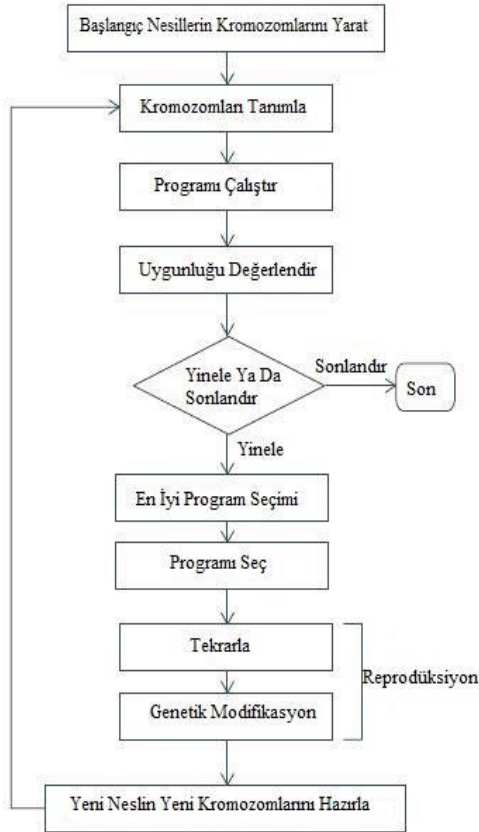 Başlangıç Nesillerin Kromozomlarını Yarat
Kromozomları Tanımla
Programı Çalıştır
Uygunluğu Değerlendir
Yinele Ya Da
Sonlandır
Sonlandır
Son
Yinele
En İyi Program Seçimi
Programı Seç
Tekrarla
Reprodüksiyon
Genetik Modifikasyon
Yeni Neslin Yeni Kromozomlarını Hazırla